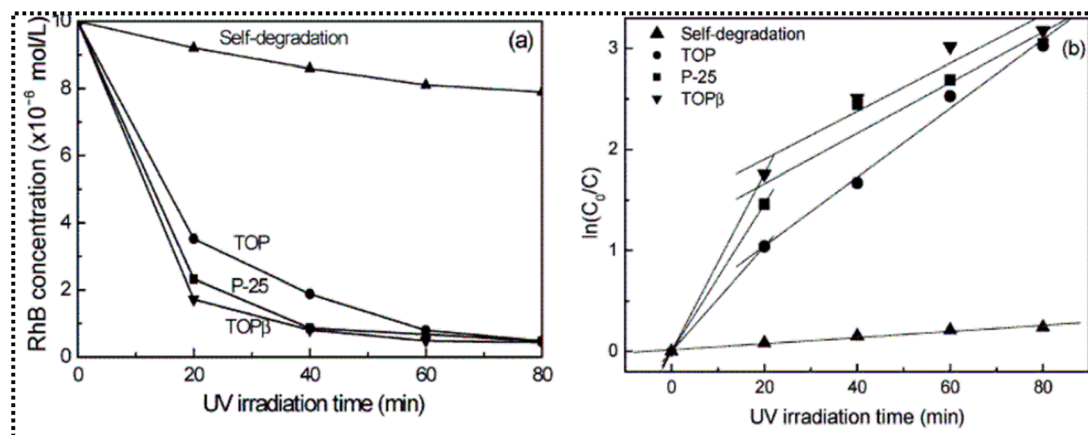 Self-degradation
(a)
TOP
P-25
TOPβ
10
8
6
4
2
0
RhB concentration (x10⁻⁶ mol/L)
0 20 40 60 80
UV irradiation time (min)
Self-degradation
TOP
P-25
TOPβ
(b)
3
2
1
0
ln(C₀/C)
0 20 40 60 80
UV irradiation time (min)